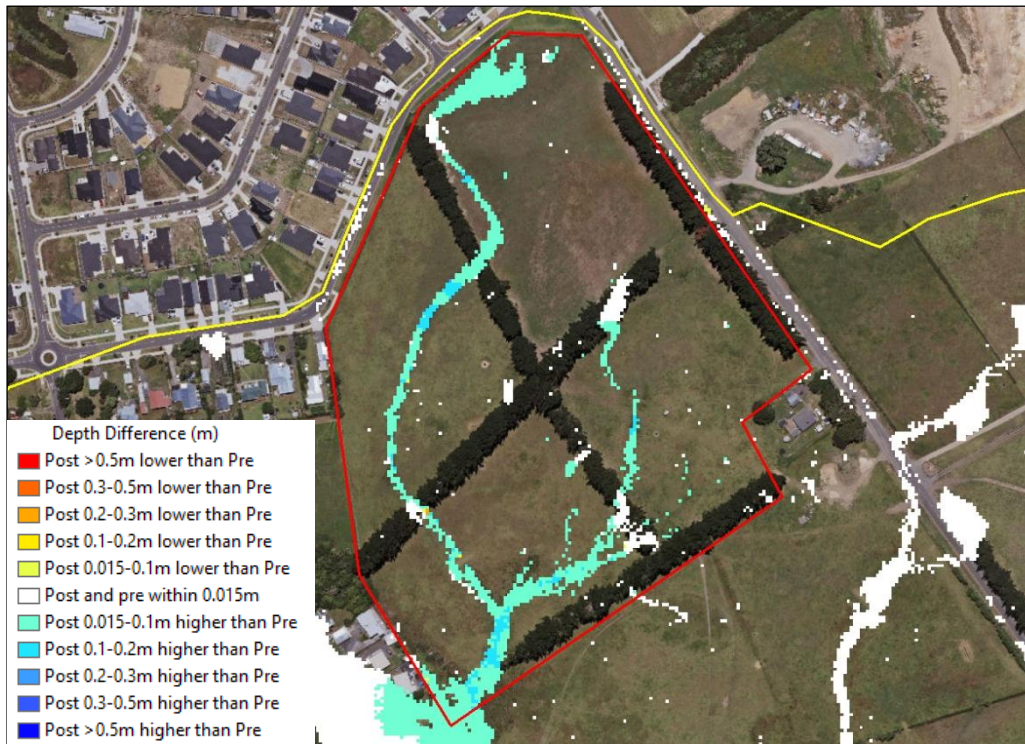 Depth Difference (m)
Post >0.5m lower than Pre
Post 0.3-0.5m lower than Pre
Post 0.2-0.3m lower than Pre
Post 0.1-0.2m lower than Pre
Post 0.015-0.1m lower than Pre
Post and pre within 0.015m
Post 0.015-0.1m higher than Pre
Post 0.1-0.2m higher than Pre
Post 0.2-0.3m higher than Pre
Post 0.3-0.5m higher than Pre
Post >0.5m higher than Pre